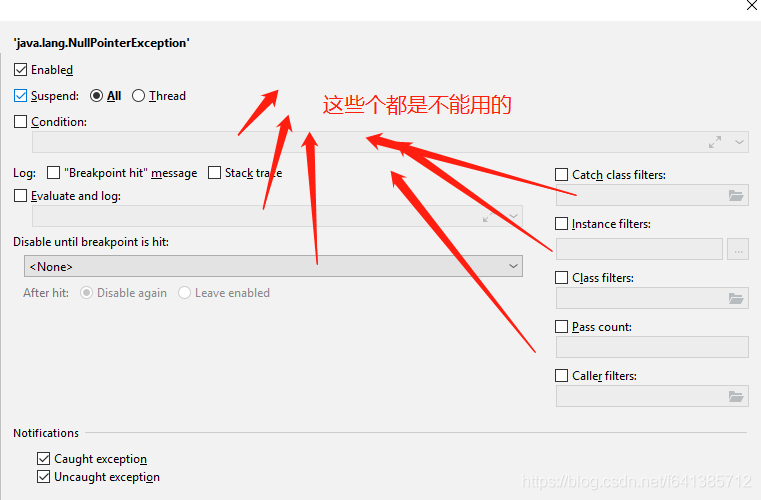 'java.lang.NullPointerException'
Enabled
Suspend: All Thread
这些个都是不能用的
Condition:
Log: "Breakpoint hit" message Stack trace
Catch class filters:
Evaluate and log:
Instance filters:
...
Disable until breakpoint is hit:
<None>
Class filters:
After hit: Disable again Leave enabled
Pass count:
Caller filters:
Notifications
Caught exception
Uncaught exception
https://blog.csdn.net/f641385712